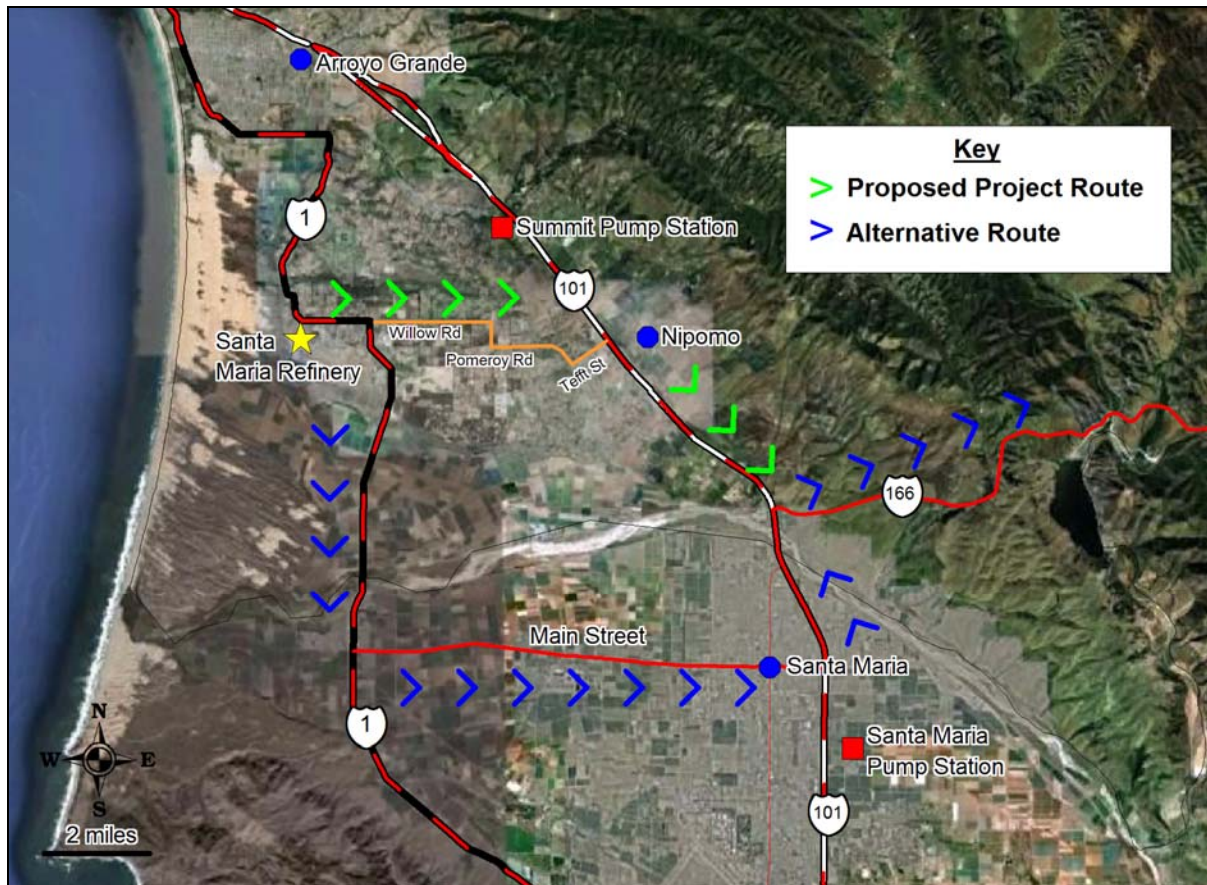 Arroyo Grande
Key
> Proposed Project Route
> Alternative Route
1
Summit Pump Station
101
Santa
Maria Refinery
Willow Rd
Nipomo
Pomeroy Rd
Tefft St
166
Main Street
Santa Maria
1
Santa Maria
Pump Station
N
W E
S
2 miles
101